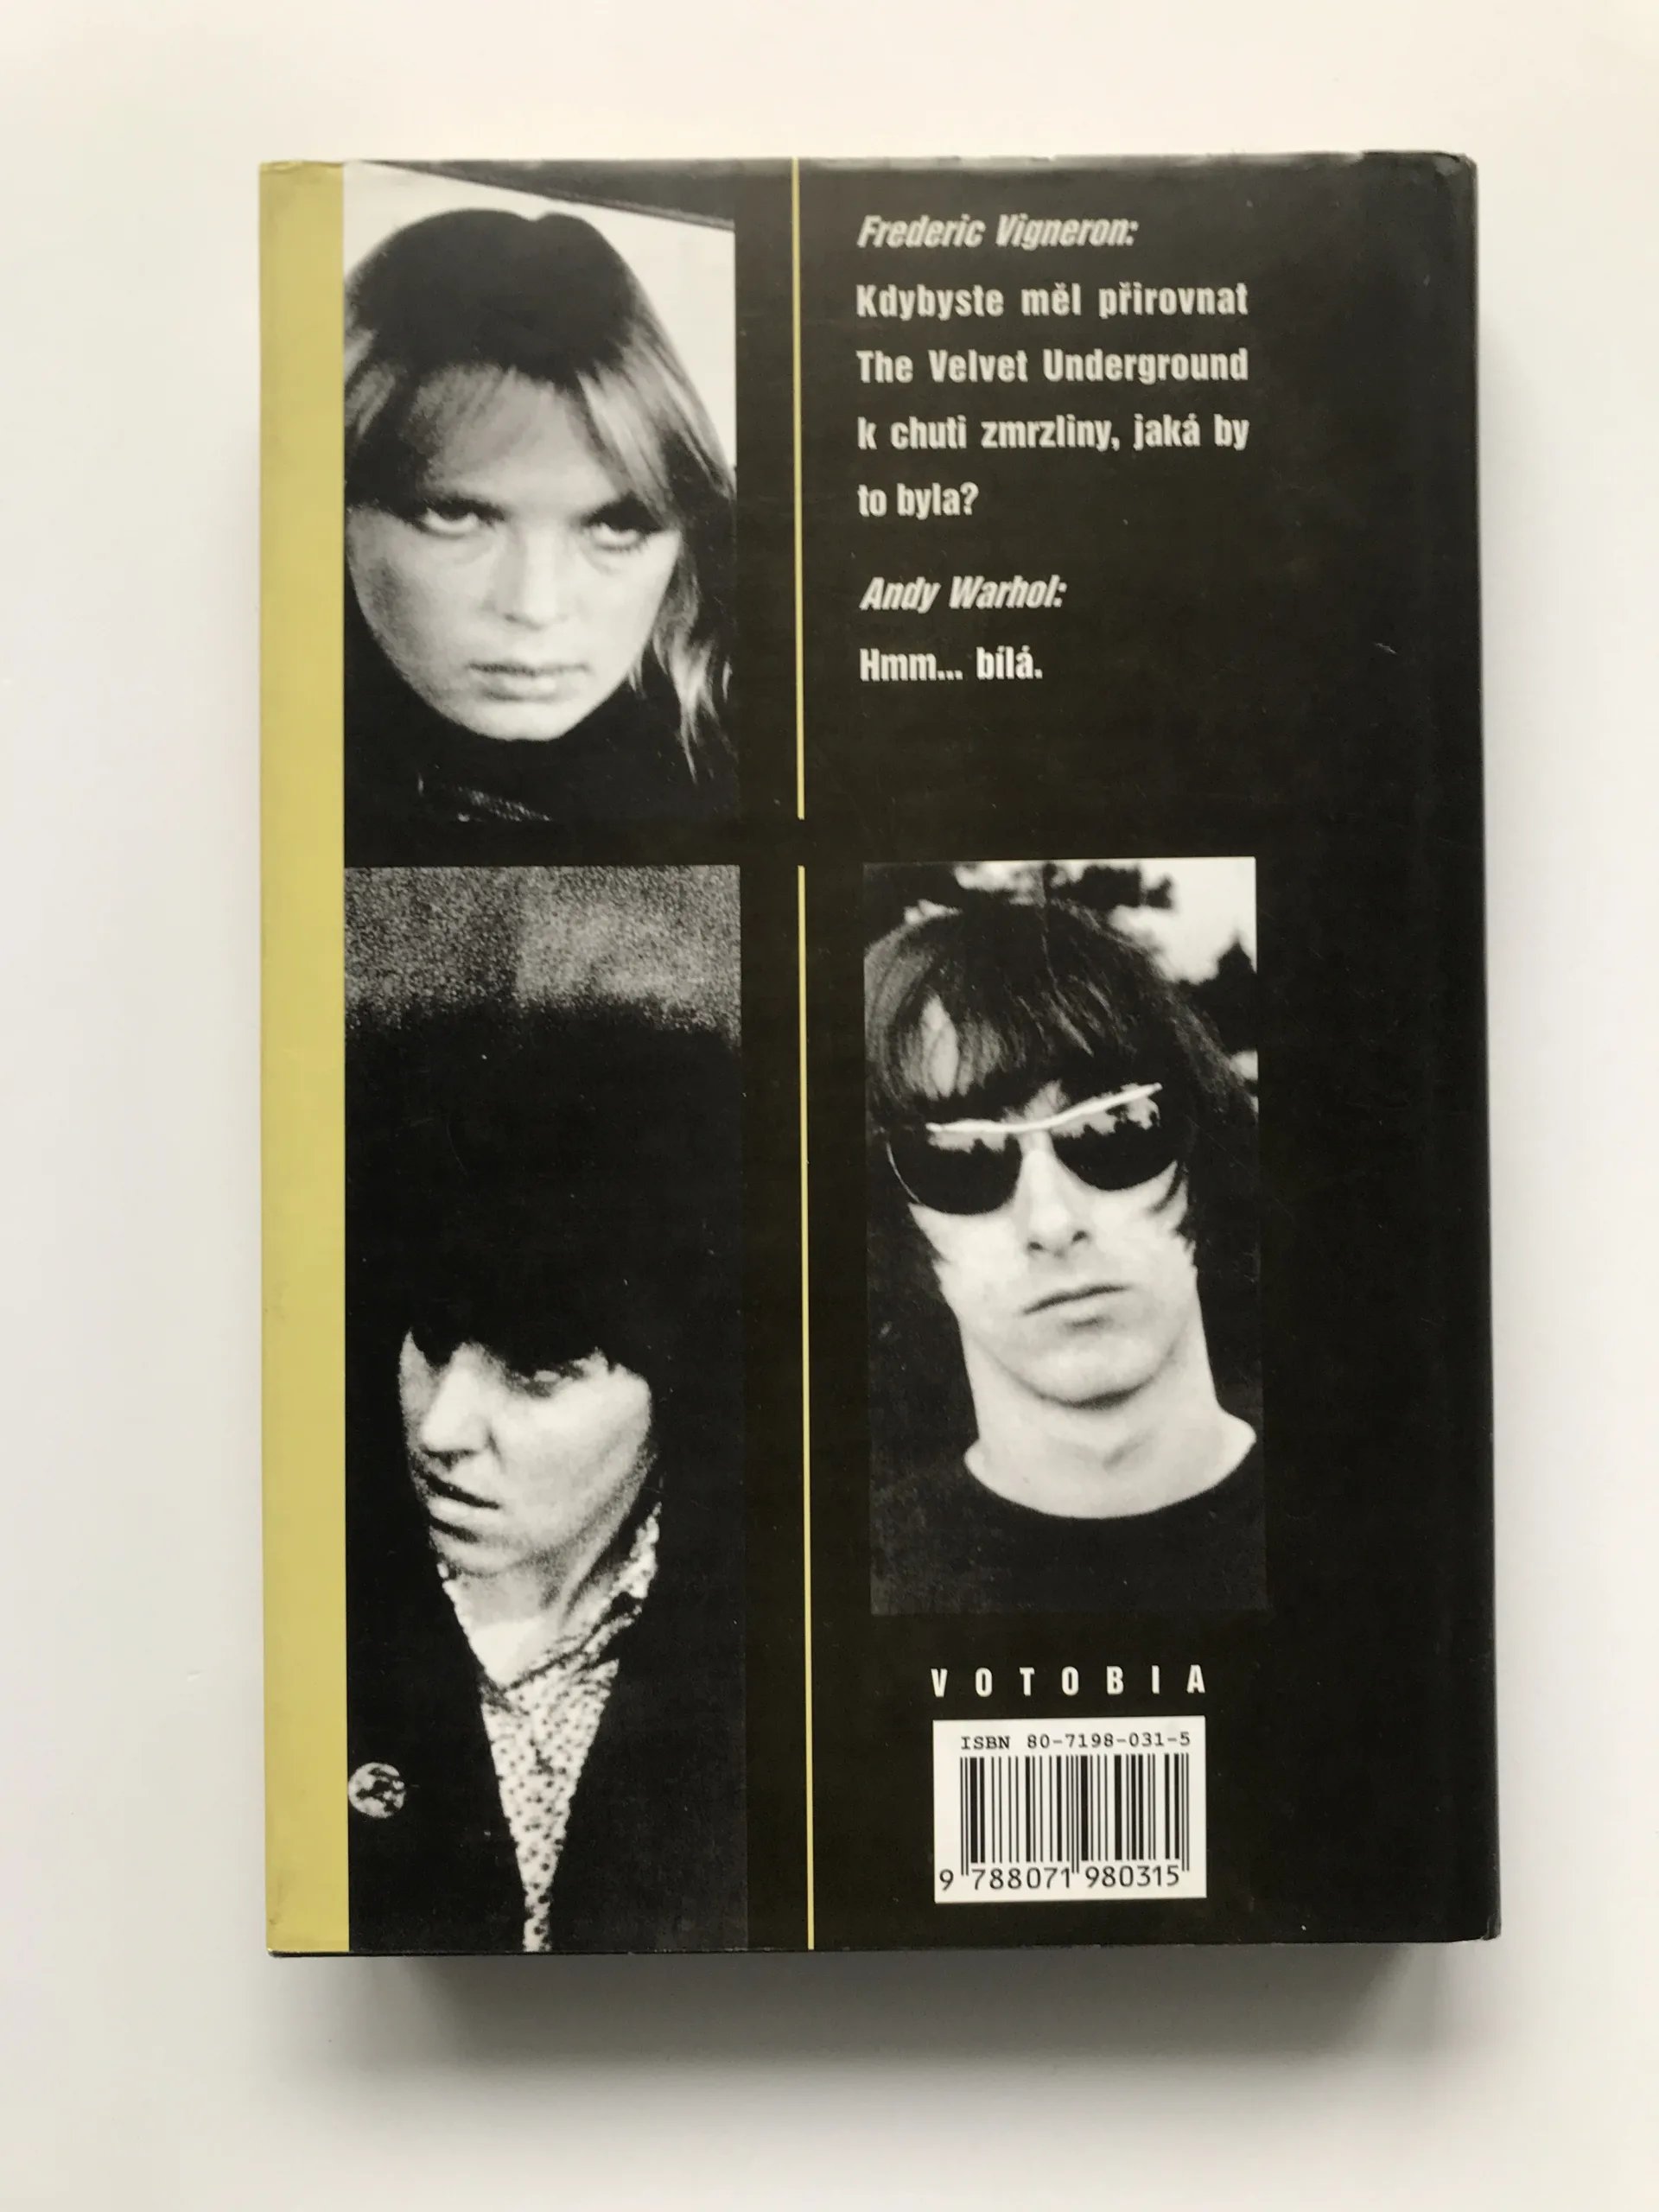 Frederic Vigneron:
Kdybyste měl přirovnat
The Velvet Underground
k chuti zmrzliny, jaká by
to byla?
Andy Warhol:
Hmm... bílá.
VOTOBIA
ISBN 80-7198-031-5
9 788071 980315